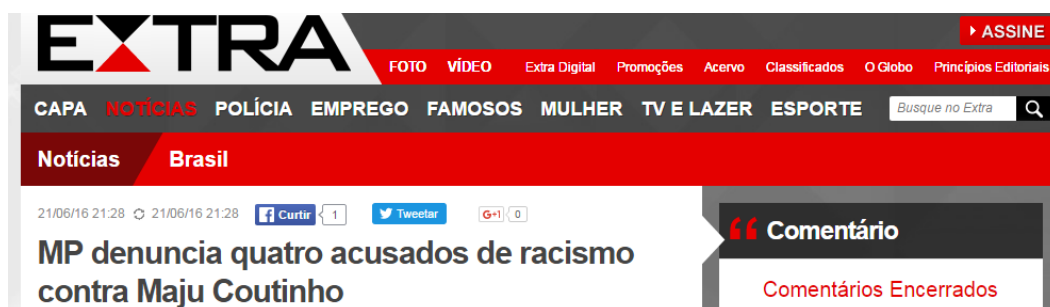 EXTRA
ASSINE
FOTO VÍDEO Extra Digital Promoções Acervo Classificados O Globo Princípios Editoriais
CAPA NOTÍCIAS POLÍCIA EMPREGO FAMOSOS MULHER TV E LAZER ESPORTE Busque no Extra
Notícias Brasil
21/06/16 21:28 21/06/16 21:28 Curtir 1 Tweetar G+1 0
MP denuncia quatro acusados de racismo
contra Maju Coutinho
Comentário
Comentários Encerrados